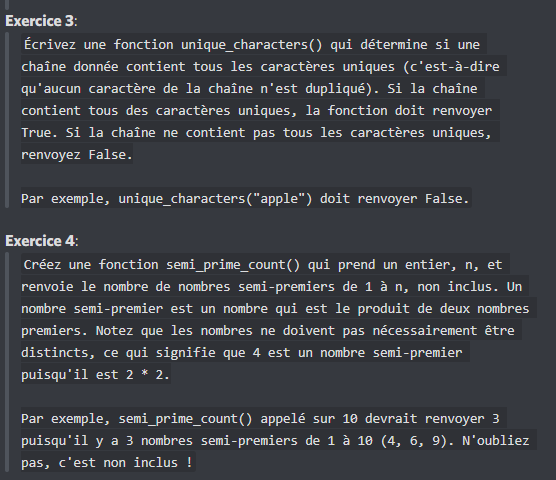 Exercice 3:
Écrivez une fonction unique_characters() qui détermine si une
chaîne donnée contient tous les caractères uniques (c'est-à-dire
qu'aucun caractère de la chaîne n'est dupliqué). Si la chaîne
contient tous des caractères uniques, la fonction doit renvoyer
True. Si la chaîne ne contient pas tous les caractères uniques,
renvoyez False.
Par exemple, unique_characters("apple") doit renvoyer False.
Exercice 4:
Créez une fonction semi_prime_count() qui prend un entier, n, et
renvoie le nombre de nombres semi-premiers de 1 à n, non inclus. Un
nombre semi-premier est un nombre qui est le produit de deux nombres
premiers. Notez que les nombres ne doivent pas nécessairement être
distincts, ce qui signifie que 4 est un nombre semi-premier
puisqu'il est 2 * 2.
Par exemple, semi_prime_count() appelé sur 10 devrait renvoyer 3
puisqu'il y a 3 nombres semi-premiers de 1 à 10 (4, 6, 9). N'oubliez
pas, c'est non inclus !